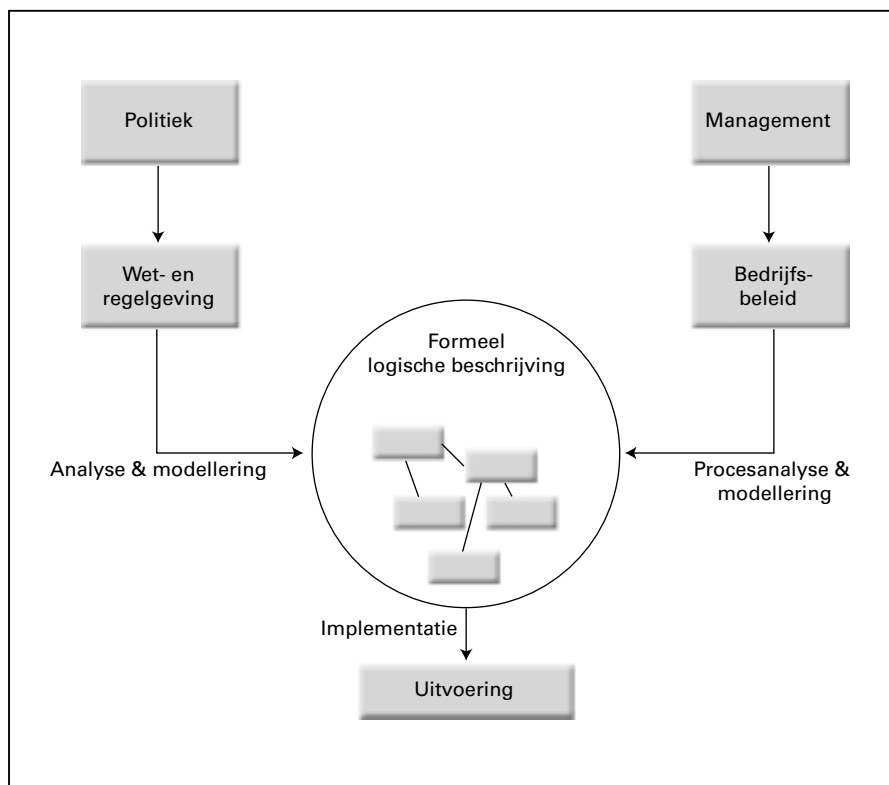 Politiek
Management
Wet- en
regelgeving
Bedrijfs-
beleid
Formeel
logische beschrijving
Analyse & modellering
Procesanalyse &
modellering
Implementatie
Uitvoering